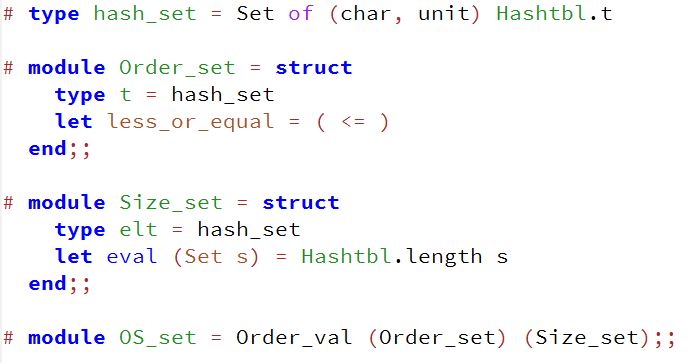 # type hash_set = Set of (char, unit) Hashtbl.t
# module Order_set = struct
type t = hash_set
let less_or_equal = ( <= )
end;;
# module Size_set = struct
type elt = hash_set
let eval (Set s) = Hashtbl.length s
end;;
# module OS_set = Order_val (Order_set) (Size_set);;